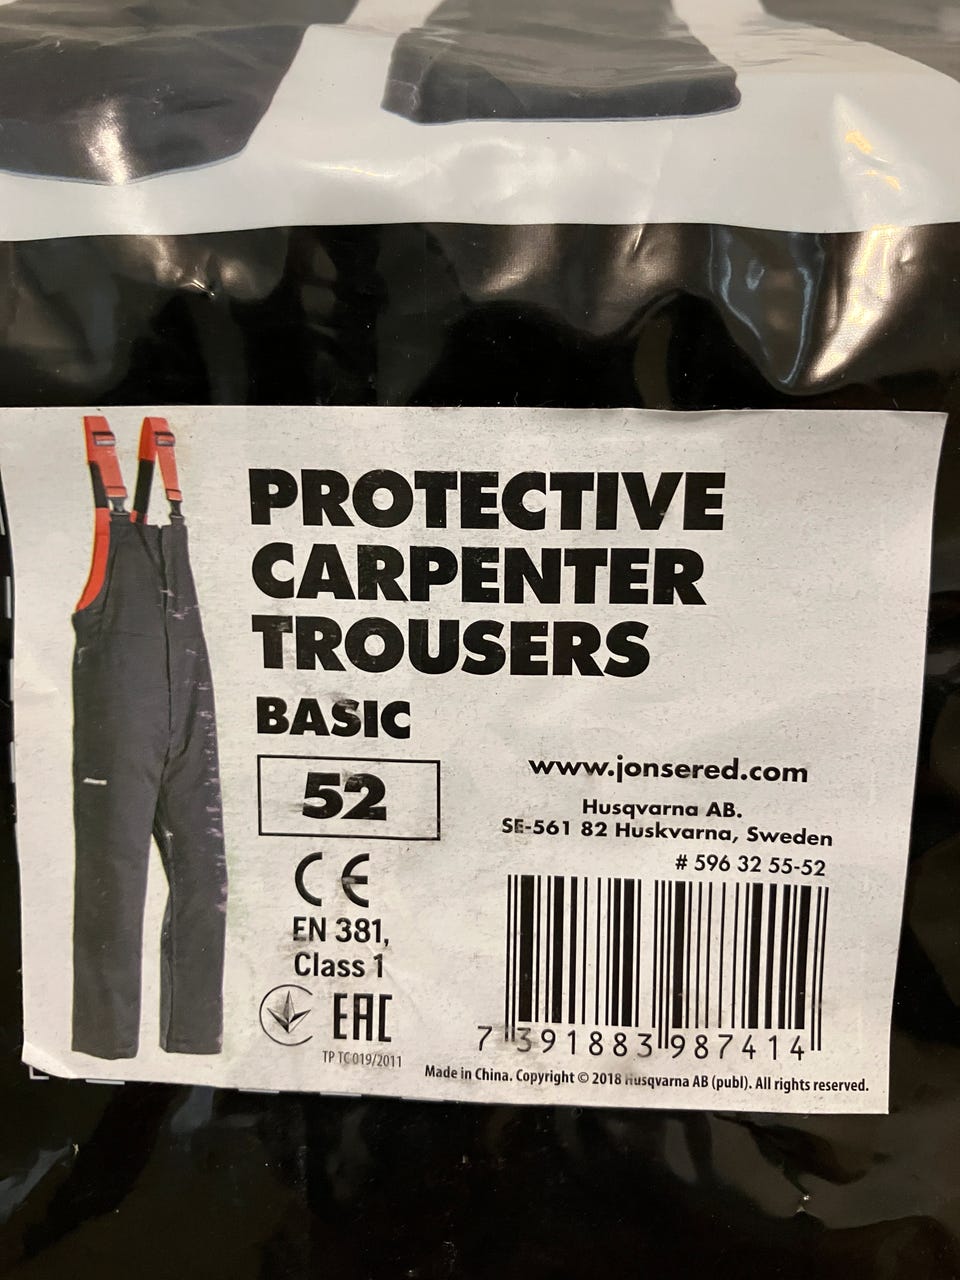 PROTECTIVE
CARPENTER
TROUSERS
BASIC
52
CE
EN 381,
Class 1
EAC
TP TC 019/2011
www.jonsered.com
Husqvarna AB.
SE-561 82 Huskvarna, Sweden
# 596 32 55-52
7 391883 987414
Made in China. Copyright © 2018 Husqvarna AB (publ). All rights reserved.